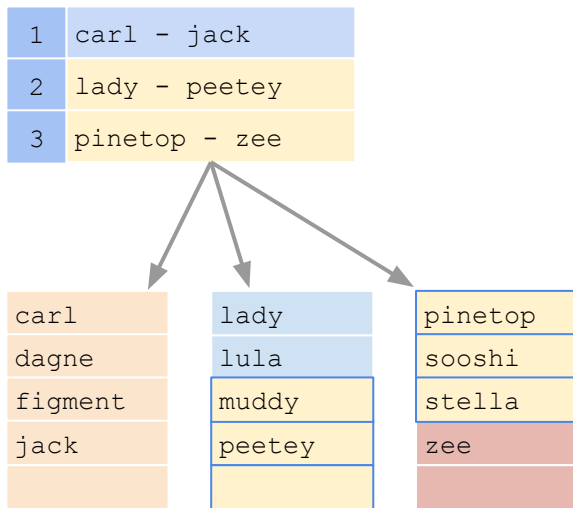 1 carl - jack
2 lady - peetey
3 pinetop - zee
carl
dagne
figment
jack
lady
lula
muddy
peetey
pinetop
sooshi
stella
zee